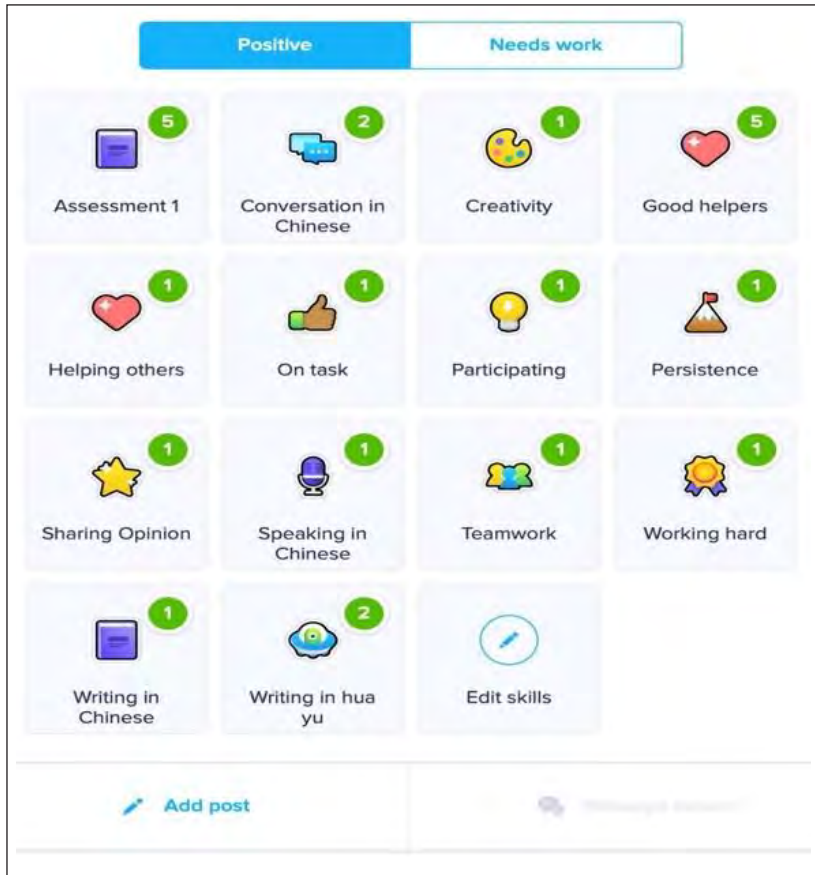 Positive Needs work
5 2 1 5
Assessment 1 Conversation in Creativity Good helpers
Chinese
1 1 1 1
Helping others On task Participating Persistence
1 1 1 1
Sharing Opinion Speaking in Teamwork Working hard
Chinese
1 2
Writing in Writing in hua Edit skills
Chinese yu
Add post